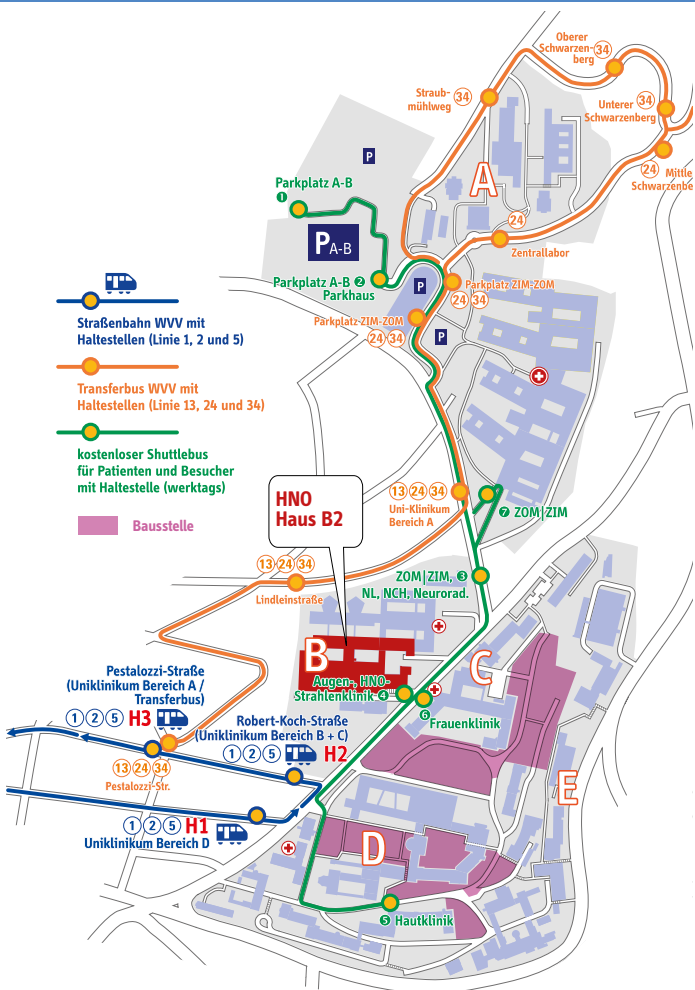 Oberer
Schwarzen-
berg 34
Straub-
mühlweg 34
Unterer 34
Schwarzenberg
24 Mittle
Schwarzenbe
P
A
Parkplatz A-B
1
24
Zentrallabor
P A-B
Parkplatz A-B 2
Parkhaus
P
Parkplatz ZIM-ZOM
24 34
Parkplatz ZIM-ZOM
24 34
P
Straßenbahn WVV mit
Haltestellen (Linie 1, 2 und 5)
Transferbus WVV mit
Haltestellen (Linie 13, 24 und 34)
kostenloser Shuttlebus
für Patienten und Besucher
mit Haltestelle (werktags)
Bausstelle
HNO
Haus B2
13 24 34
Uni-Klinikum
Bereich A
7 ZOM|ZIM
13 24 34
Lindleinstraße
ZOM|ZIM, 3
NL, NCH, Neurorad.
B
C
Augen-, HNO-
Strahlenklinik 4
6
Frauenklinik
Pestalozzi-Straße
(Uniklinikum Bereich A /
Transferbus)
1 2 5 H3
Robert-Koch-Straße
(Uniklinikum Bereich B + C)
1 2 5 H2
13 24 34
Pestalozzi-Str.
E
1 2 5 H1
Uniklinikum Bereich D
D
5 Hautklinik